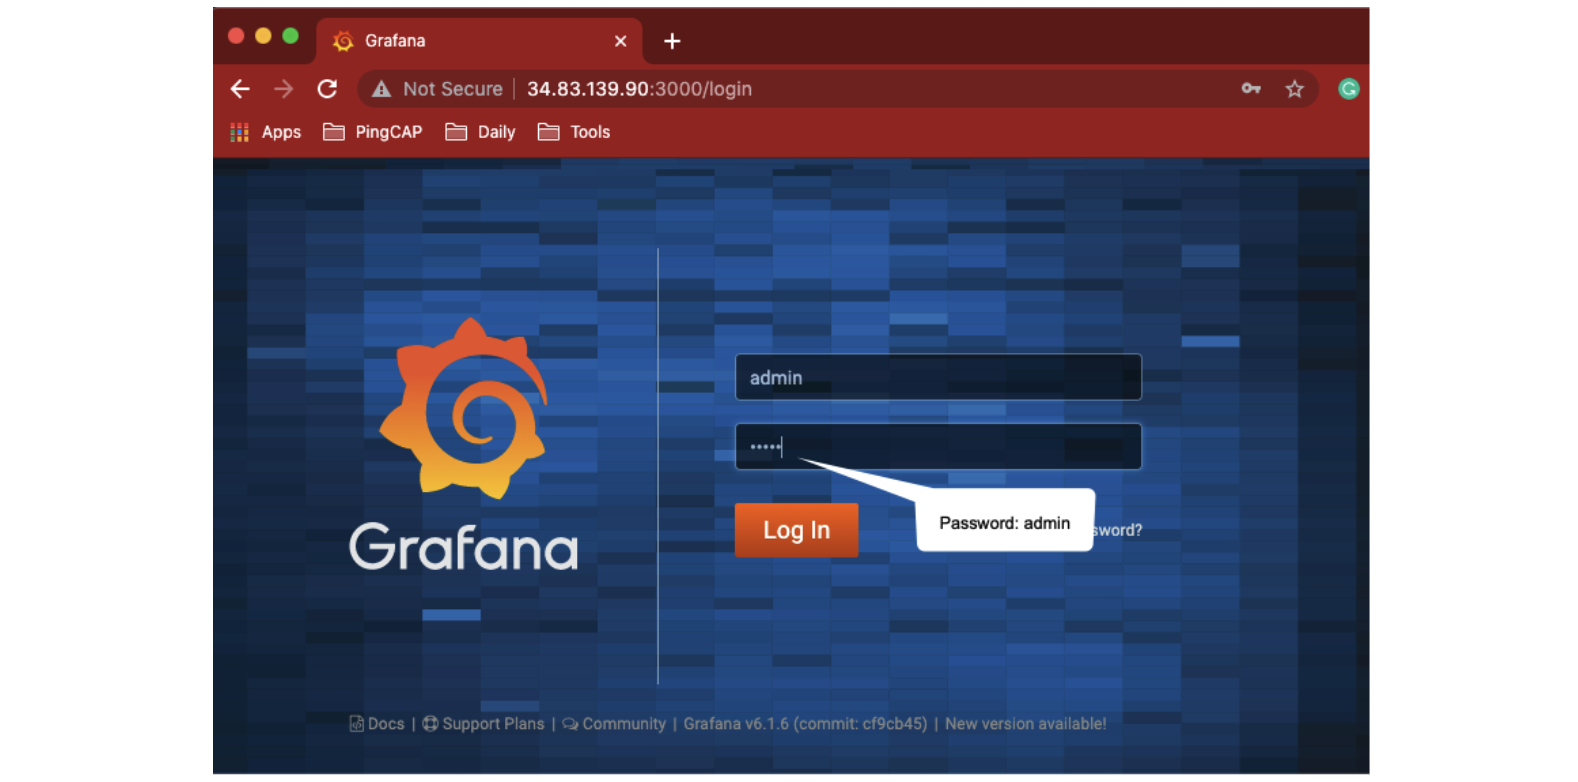 Grafana
Not Secure | 34.83.139.90:3000/login
Apps PingCAP Daily Tools
admin
•••••
Password: admin
Log In
sword?
Grafana
Docs | Support Plans | Community | Grafana v6.1.6 (commit: cf9cb45) | New version available!